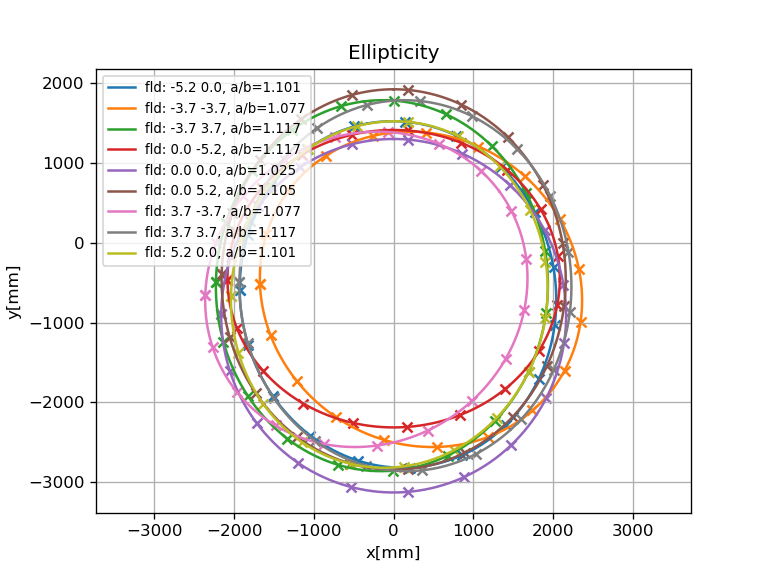 Ellipticity
fld: -5.2 0.0, a/b=1.101
fld: -3.7 -3.7, a/b=1.077
fld: -3.7 3.7, a/b=1.117
fld: 0.0 -5.2, a/b=1.117
fld: 0.0 0.0, a/b=1.025
fld: 0.0 5.2, a/b=1.105
fld: 3.7 -3.7, a/b=1.077
fld: 3.7 3.7, a/b=1.117
fld: 5.2 0.0, a/b=1.101
2000
1000
0
−1000
−2000
−3000
y[mm]
−3000 −2000 −1000 0 1000 2000 3000
x[mm]